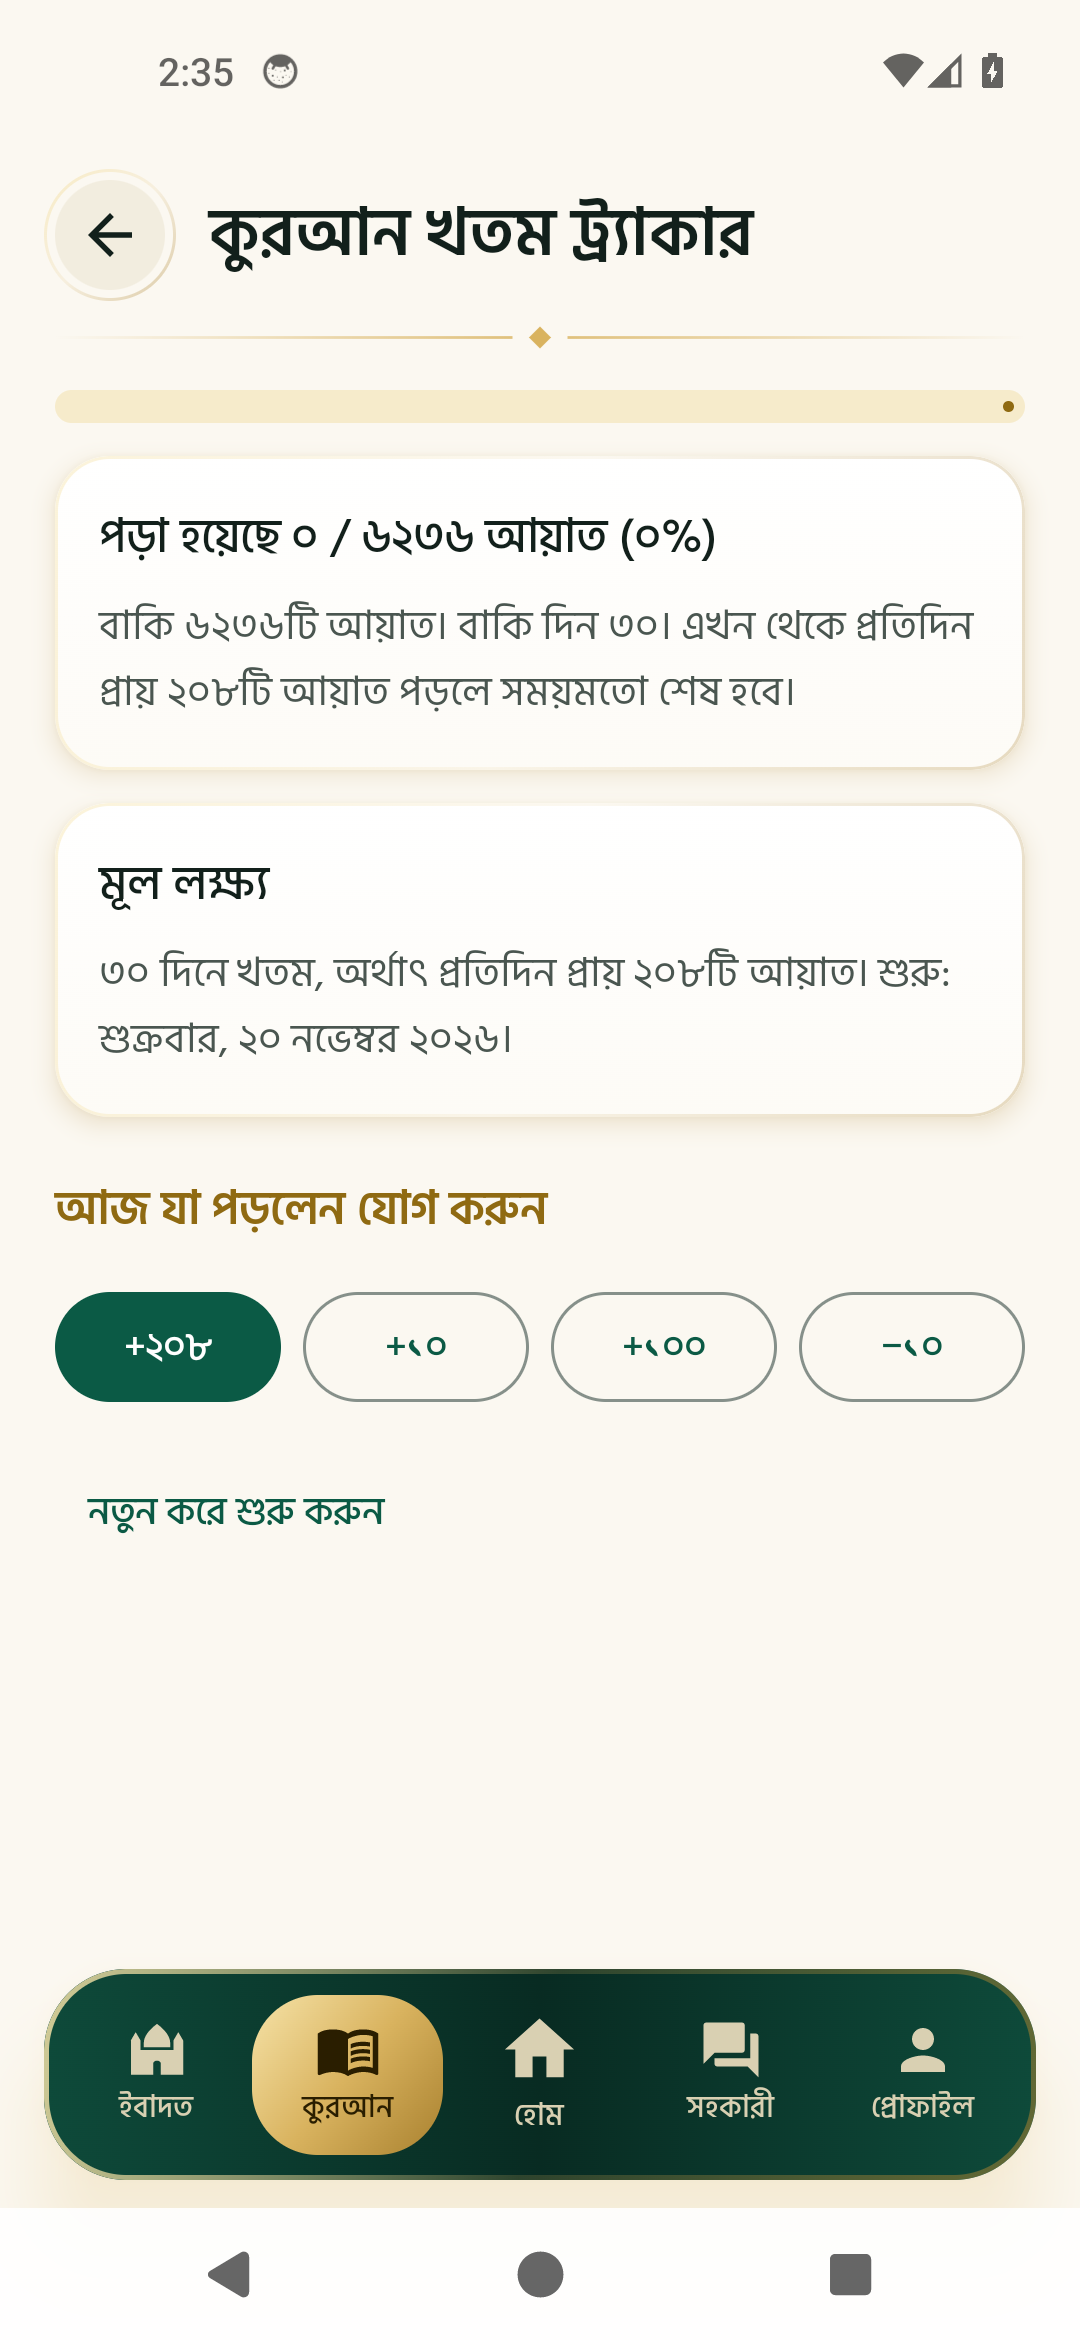 2:35
কুরআন খতম ট্র্যাকার
পড়া হয়েছে ০ / ৬২৩৬ আয়াত (০%)
বাকি ৬২৩৬টি আয়াত। বাকি দিন ৩০। এখন থেকে প্রতিদিন
প্রায় ২০৮টি আয়াত পড়লে সময়মতো শেষ হবে।
মূল লক্ষ্য
৩০ দিনে খতম, অর্থাৎ প্রতিদিন প্রায় ২০৮টি আয়াত। শুরু:
শুক্রবার, ২০ নভেম্বর ২০২৬।
আজ যা পড়লেন যোগ করুন
+২০৮ +১০ +১০০ −১০
নতুন করে শুরু করুন
ইবাদত কুরআন হোম সহকারী প্রোফাইল